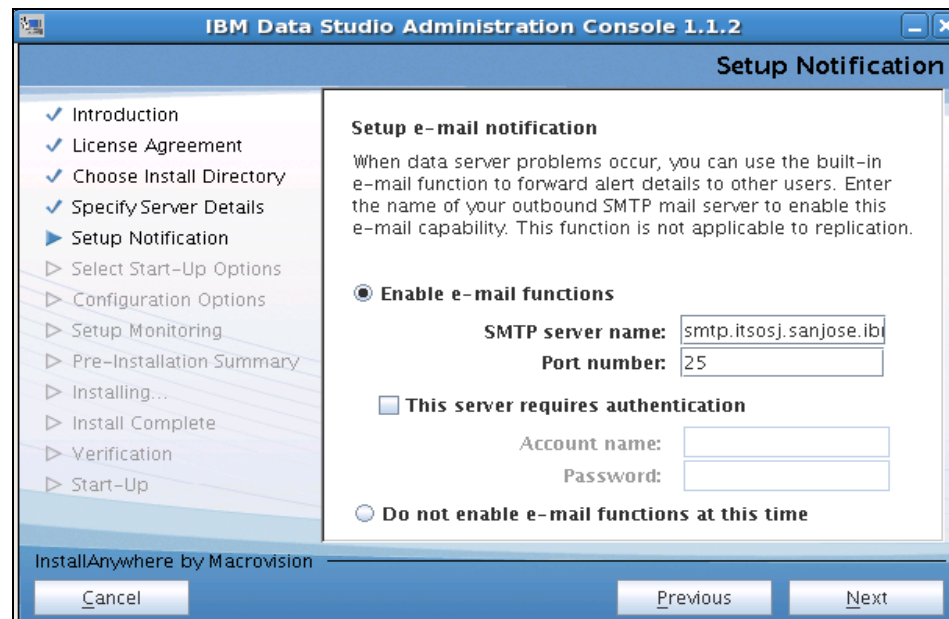 IBM Data Studio Administration Console 1.1.2
Setup Notification
Introduction
License Agreement
Choose Install Directory
Specify Server Details
Setup Notification
Select Start-Up Options
Configuration Options
Setup Monitoring
Pre-Installation Summary
Installing...
Install Complete
Verification
Start-Up
Setup e-mail notification
When data server problems occur, you can use the built-in
e-mail function to forward alert details to other users. Enter
the name of your outbound SMTP mail server to enable this
e-mail capability. This function is not applicable to replication.
Enable e-mail functions
SMTP server name: smtp.itsosj.sanjose.ib
Port number: 25
This server requires authentication
Account name:
Password:
Do not enable e-mail functions at this time
InstallAnywhere by Macrovision
Cancel Previous Next